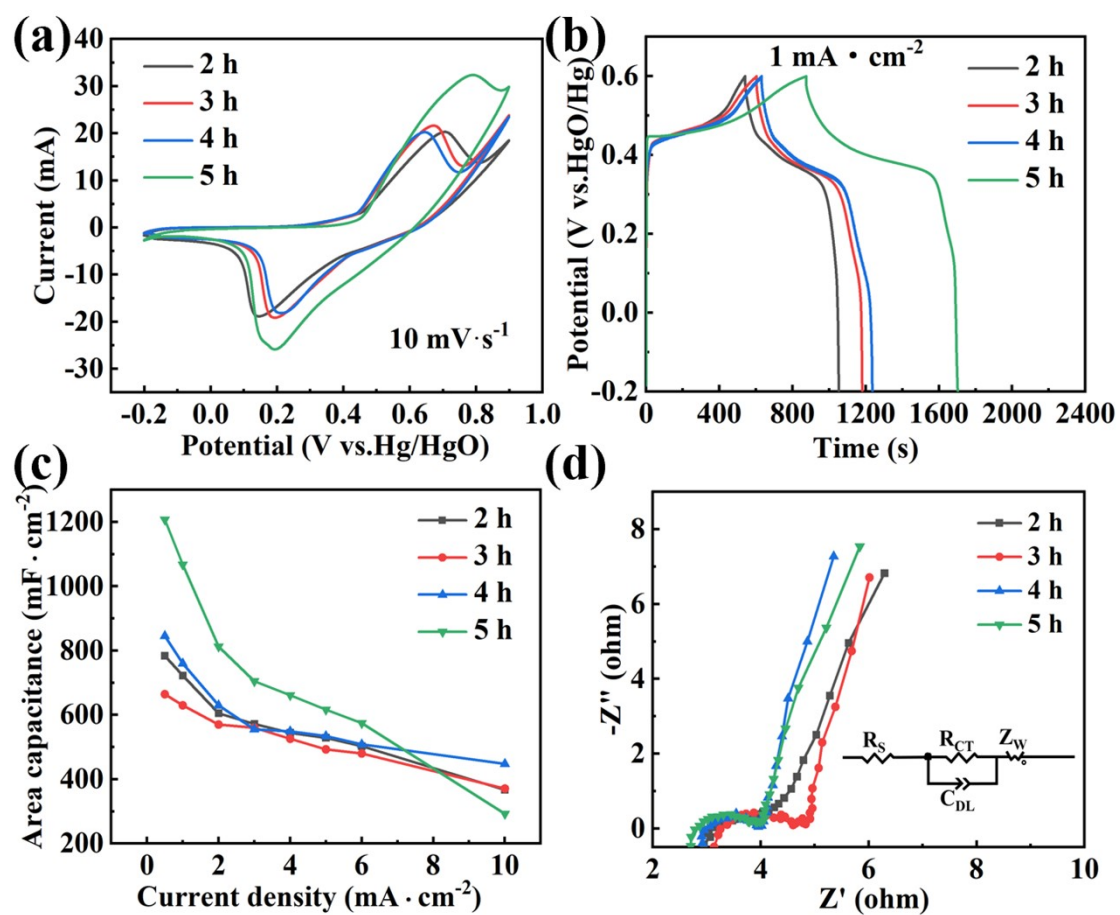 (a)
40
30
20
10
0
-10
-20
-30
Current (mA)
2 h
3 h
4 h
5 h
10 mV·s-1
-0.2 0.0 0.2 0.4 0.6 0.8 1.0
Potential (V vs.Hg/HgO)
(b)
1 mA·cm-2
0.6
0.4
0.2
0.0
-0.2
Potential (V vs.HgO/Hg)
2 h
3 h
4 h
5 h
0 400 800 1200 1600 2000 2400
Time (s)
(c)
1200
1000
800
600
400
200
Area capacitance (mF·cm-2)
2 h
3 h
4 h
5 h
0 2 4 6 8 10
Current density (mA·cm-2)
(d)
8
6
4
2
0
-Z'' (ohm)
2 h
3 h
4 h
5 h
RS RCT ZW
CDL
2 4 6 8 10
Z' (ohm)